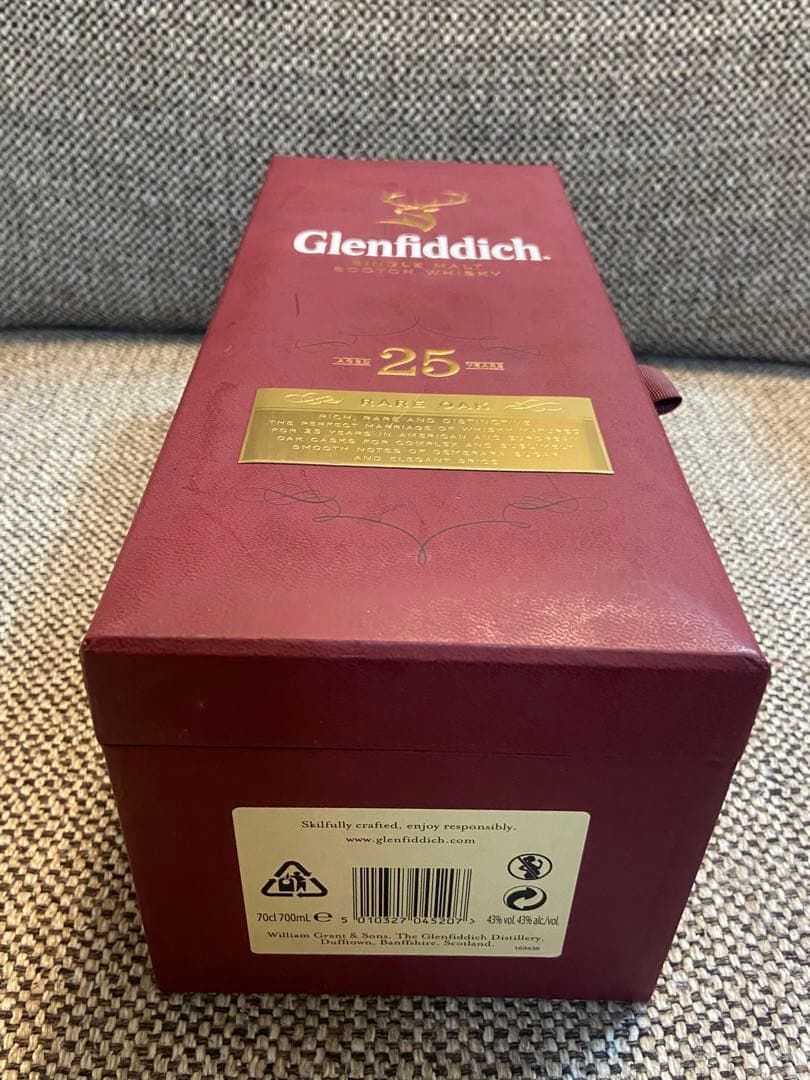 Glenfiddich.
SINGLE MALT
SCOTCH WHISKY
AGED 25 YEARS
RARE OAK
RICH, RARE AND DISTINCTIVE
THE PERFECT MARRIAGE OF WHISKY MATURED
FOR 25 YEARS IN AMERICAN AND EUROPEAN
OAK CASKS FOR COMPLEX AND SUBLIMELY
SMOOTH NOTES OF DEMERARA SUGAR
AND ELEGANT SPICE
Skilfully crafted, enjoy responsibly.
www.glenfiddich.com
70cl 700mL e 5 010327 045207 > 43% vol. 43% alc/vol.
William Grant & Sons, The Glenfiddich Distillery,
Dufftown, Banffshire, Scotland.
163438